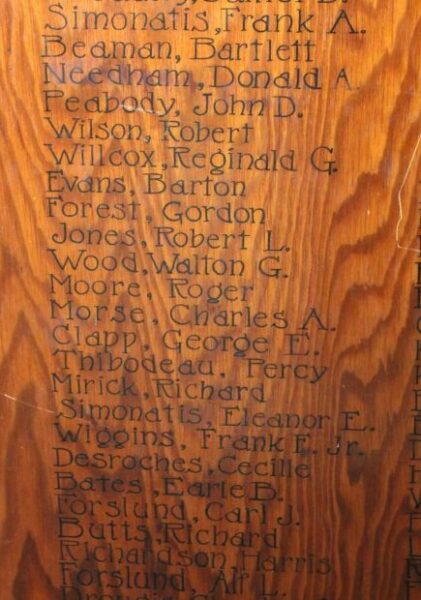 Simonatis, Frank A.
Beaman, Bartlett
Needham, Donald A.
Peabody, John D.
Wilson, Robert
Willcox, Reginald G.
Evans, Barton
Forest, Gordon
Jones, Robert L.
Wood, Walton G.
Moore, Roger
Morse, Charles A.
Clapp, George E.
Thibodeau, Percy
Mirick, Richard
Simonatis, Eleanor E.
Wiggins, Frank E. Jr.
Desroches, Cecille
Bates, Earle B.
Forslund, Carl J.
Butts, Richard
Richardson, Harris
Forslund, Alf L.